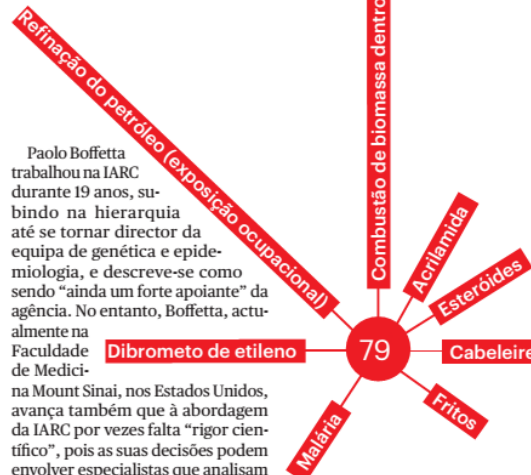 Refinação do petróleo (exposição ocupacional)
Combustão de biomassa dentro
Paolo Boffetta
trabalhou na IARC
durante 19 anos, su-
bindo na hierarquia
até se tornar director da
equipa de genética e epide-
miologia, e descreve-se como
sendo “ainda um forte apoiante” da
agência. No entanto, Boffetta, actu-
almente na
Faculdade
de Medici-
na Mount Sinai, nos Estados Unidos,
avança também que à abordagem
da IARC por vezes falta “rigor cien-
tífico”, pois as suas decisões podem
envolver especialistas que analisam
Acrilamida
Esteróides
Dibrometo de etileno
79
Cabeleire
Fritos
Malária